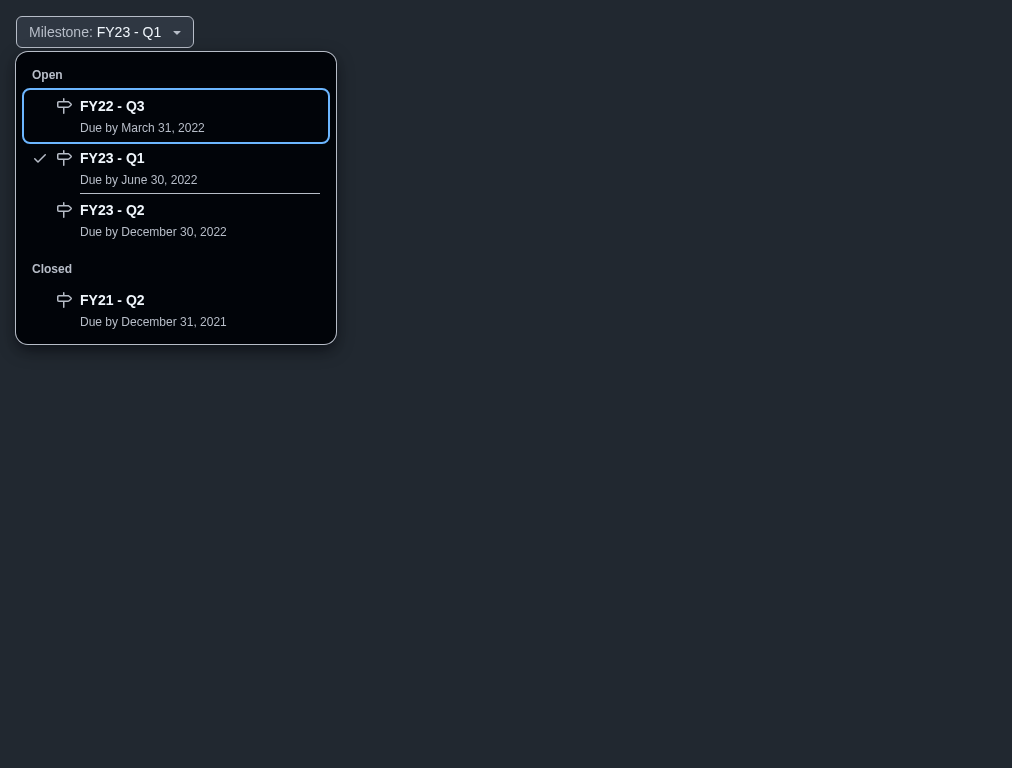 Milestone: FY23 - Q1
Open
FY22 - Q3
Due by March 31, 2022
FY23 - Q1
Due by June 30, 2022
FY23 - Q2
Due by December 30, 2022
Closed
FY21 - Q2
Due by December 31, 2021